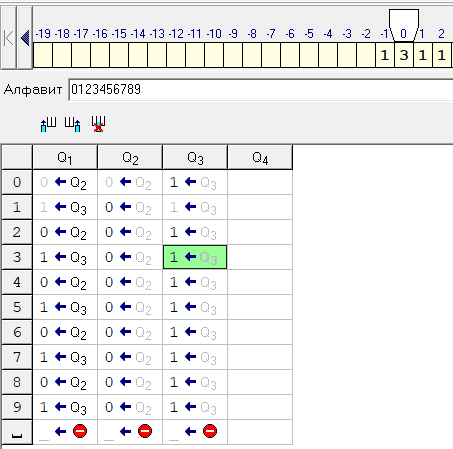 -19 -18 -17 -16 -15 -14 -13 -12 -11 -10 -9 -8 -7 -6 -5 -4 -3 -2 -1 0 1 2
1 3 1 1
Алфавит 0123456789
Q1 Q2 Q3 Q4
0 0 ← Q2 0 ← Q2 1 ← Q3
1 1 ← Q3 0 ← Q2 1 ← Q3
2 0 ← Q2 0 ← Q2 1 ← Q3
3 1 ← Q3 0 ← Q2 1 ← Q3
4 0 ← Q2 0 ← Q2 1 ← Q3
5 1 ← Q3 0 ← Q2 1 ← Q3
6 0 ← Q2 0 ← Q2 1 ← Q3
7 1 ← Q3 0 ← Q2 1 ← Q3
8 0 ← Q2 0 ← Q2 1 ← Q3
9 1 ← Q3 0 ← Q2 1 ← Q3
␣ _ ← _ ← _ ←